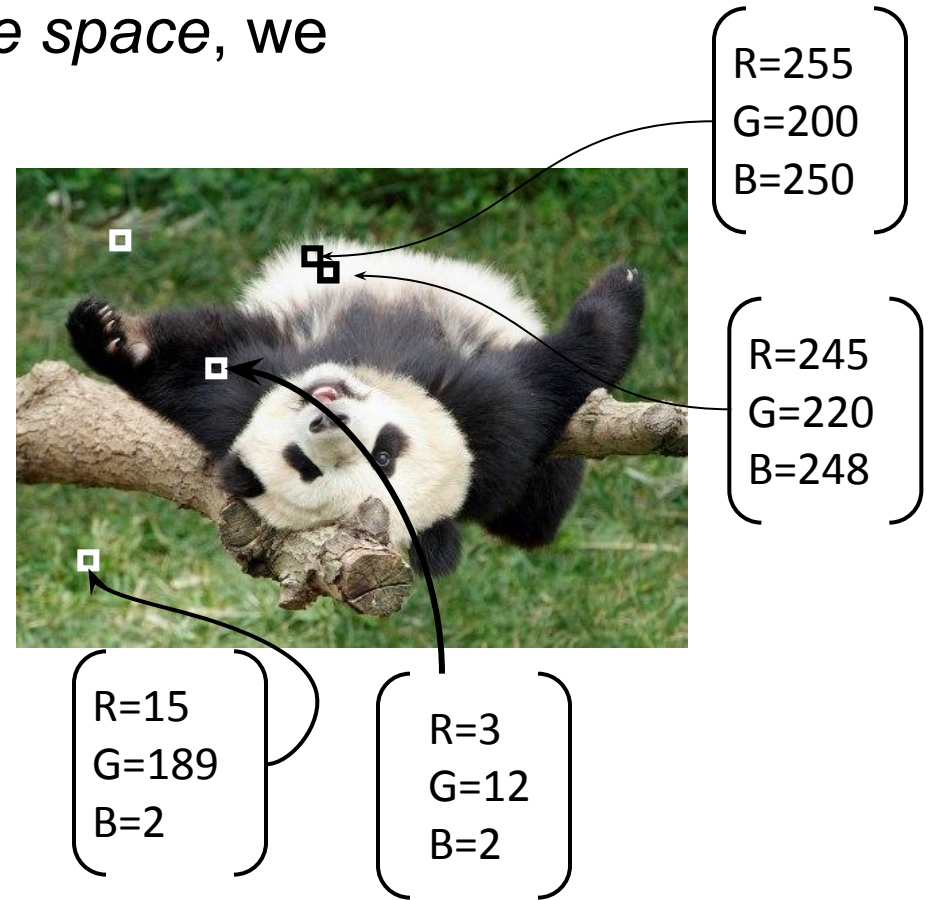 e space, we
R=255
G=200
B=250
R=245
G=220
B=248
R=15
G=189
B=2
R=3
G=12
B=2